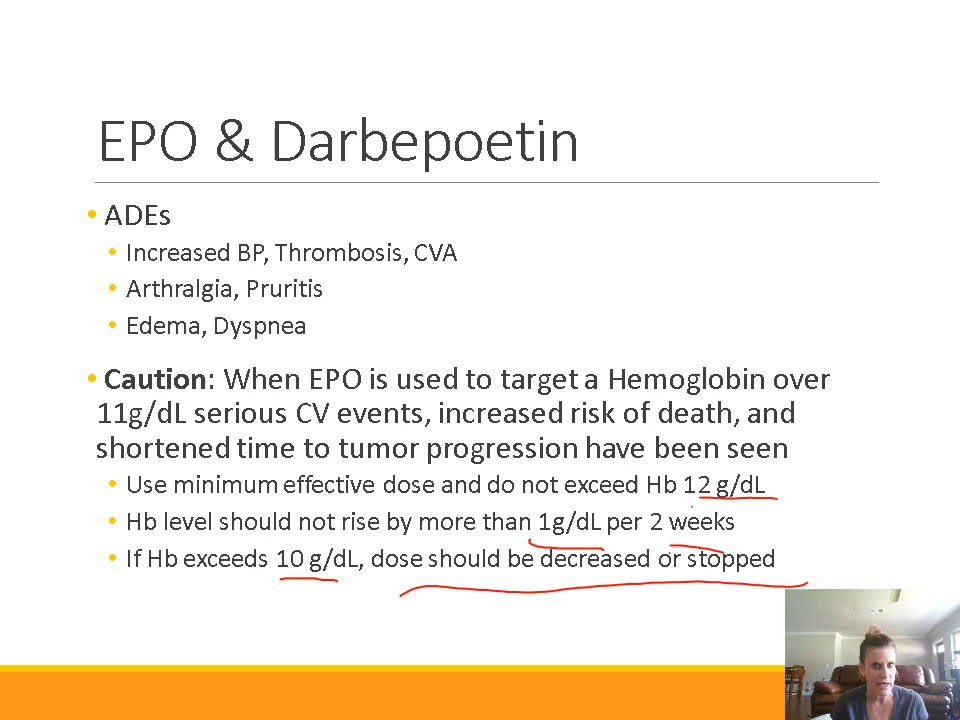 EPO & Darbepoetin
• ADEs
• Increased BP, Thrombosis, CVA
• Arthralgia, Pruritis
• Edema, Dyspnea
• Caution: When EPO is used to target a Hemoglobin over
11g/dL serious CV events, increased risk of death, and
shortened time to tumor progression have been seen
• Use minimum effective dose and do not exceed Hb 12 g/dL
• Hb level should not rise by more than 1g/dL per 2 weeks
• If Hb exceeds 10 g/dL, dose should be decreased or stopped